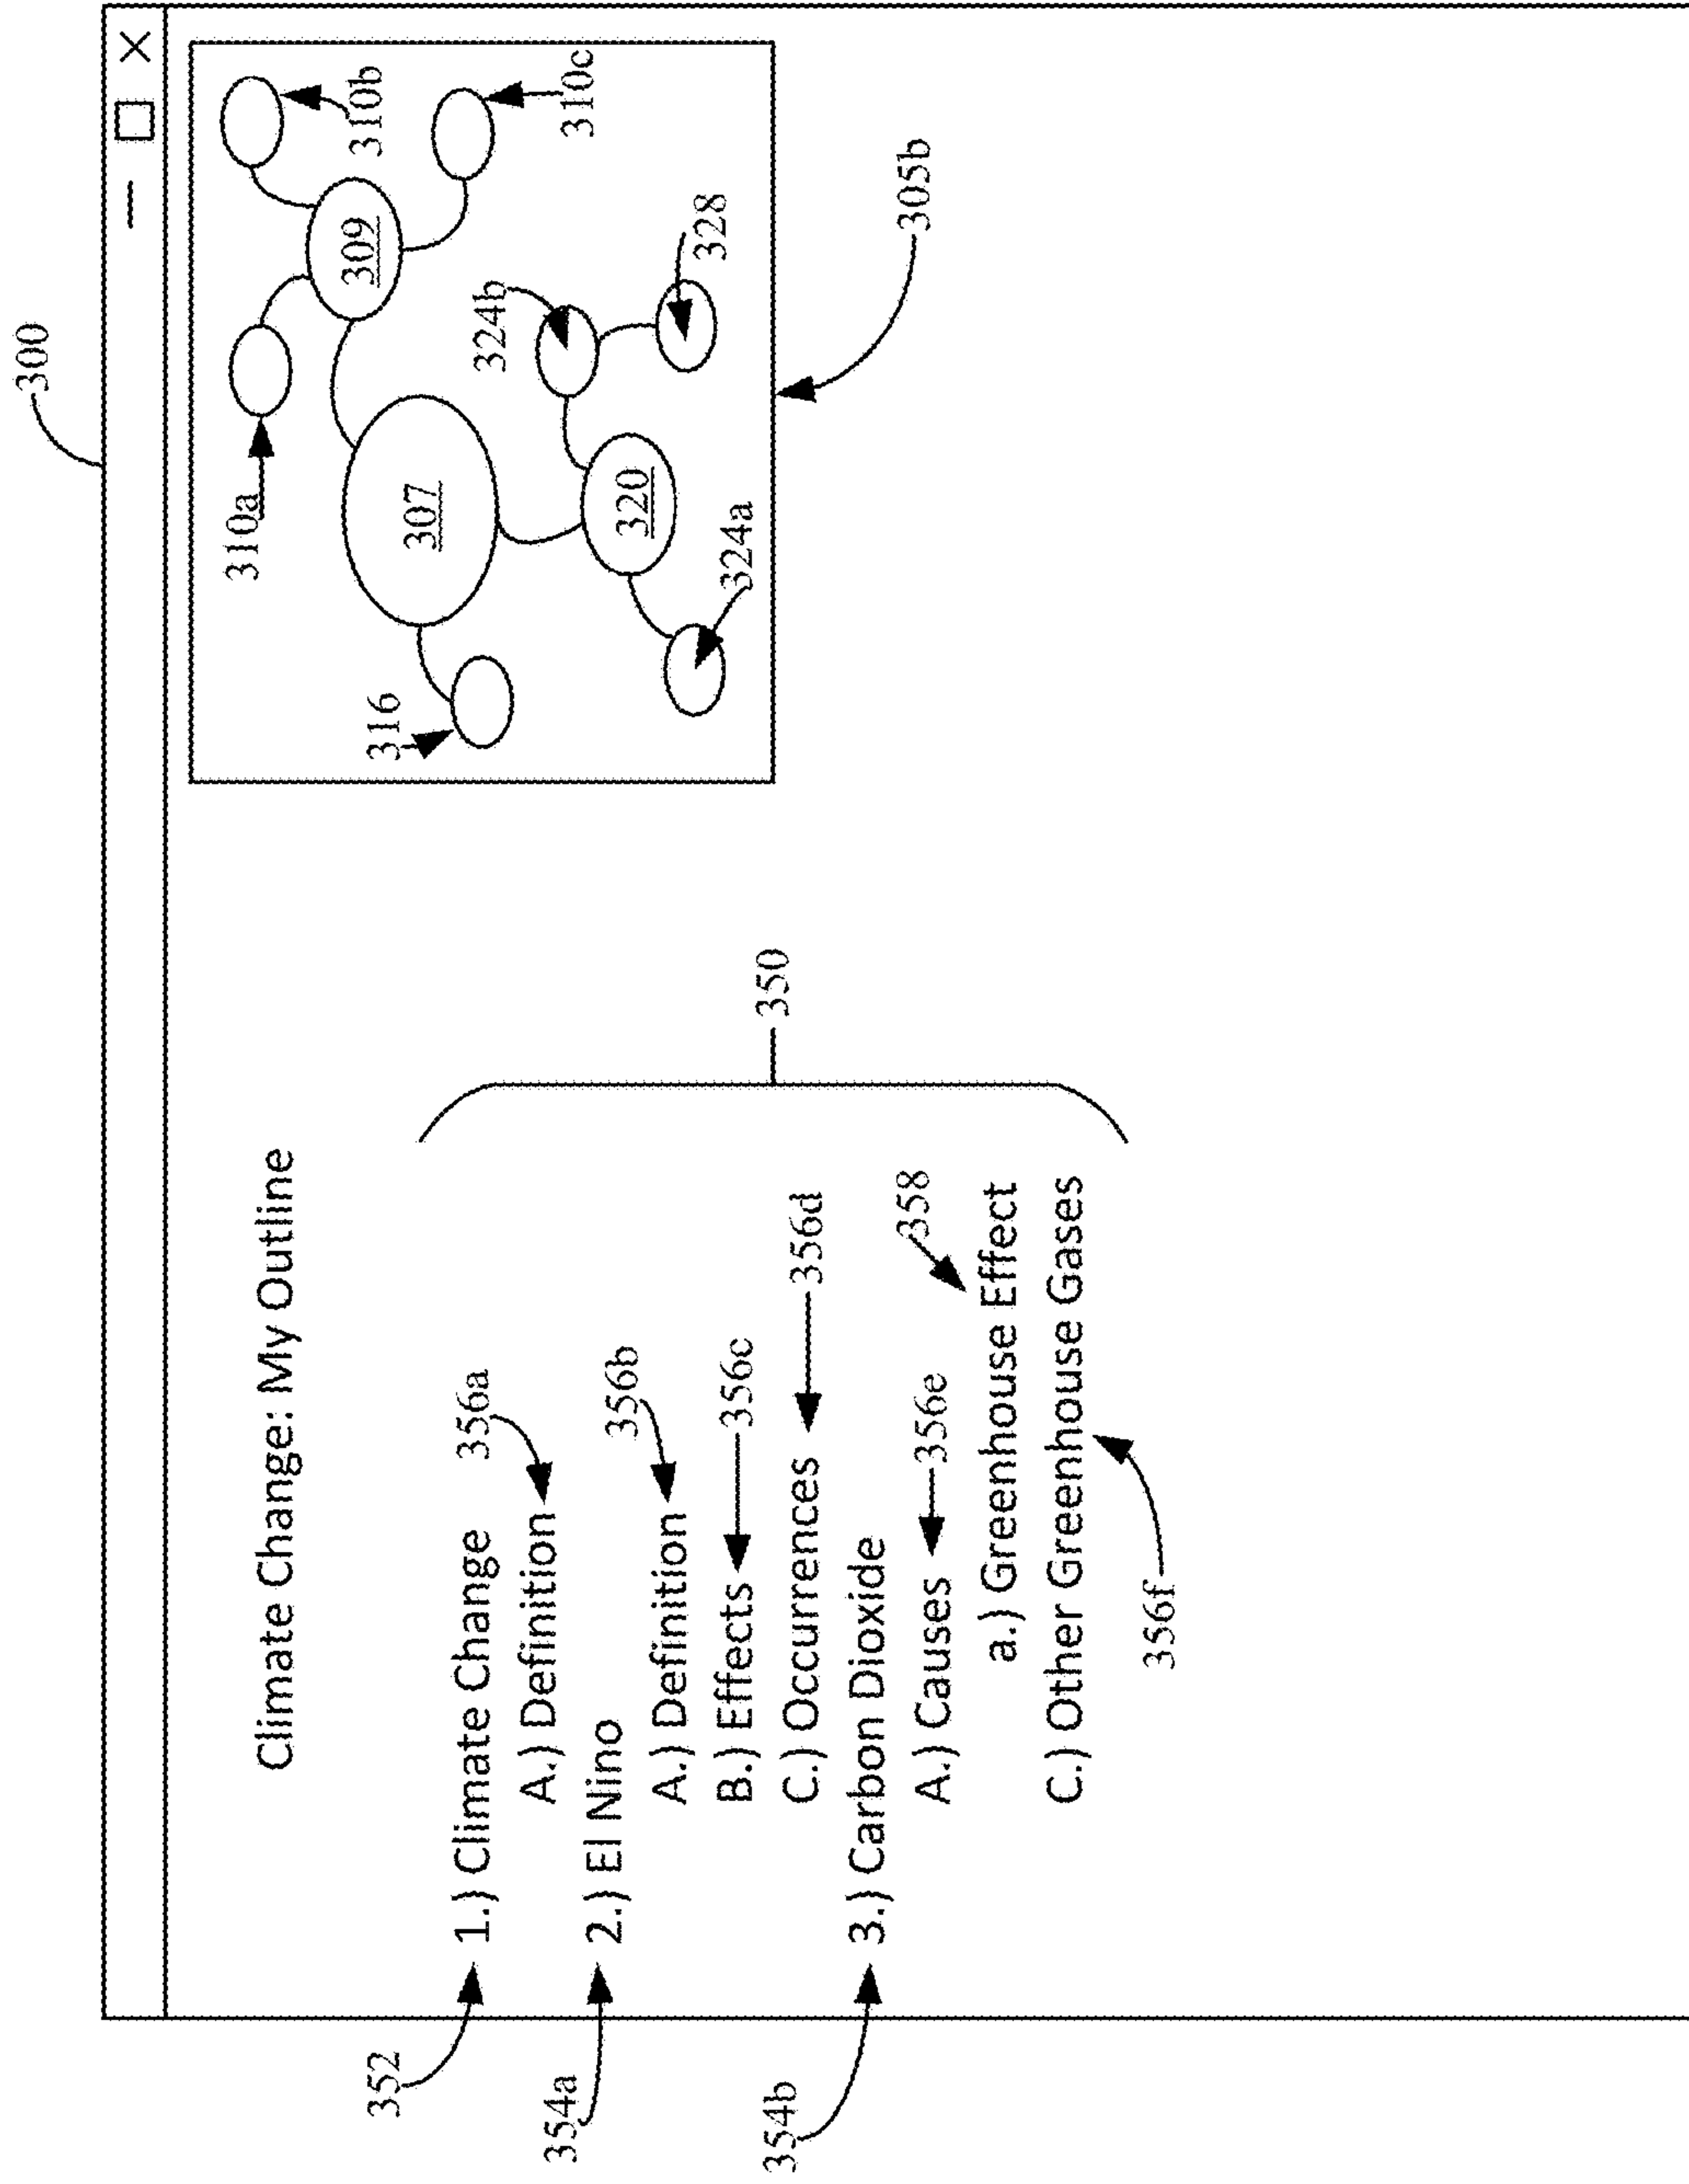 300
Climate Change: My Outline
352
1.) Climate Change
356a
A.) Definition
354a
2.) El Nino
356b
A.) Definition
B.) Effects
356c
C.) Occurrences
356d
354b
3.) Carbon Dioxide
A.) Causes
356e
358
a.) Greenhouse Effect
C.) Other Greenhouse Gases
356f
350
310a
310b
309
310c
316
307
324b
320
328
324a
305b